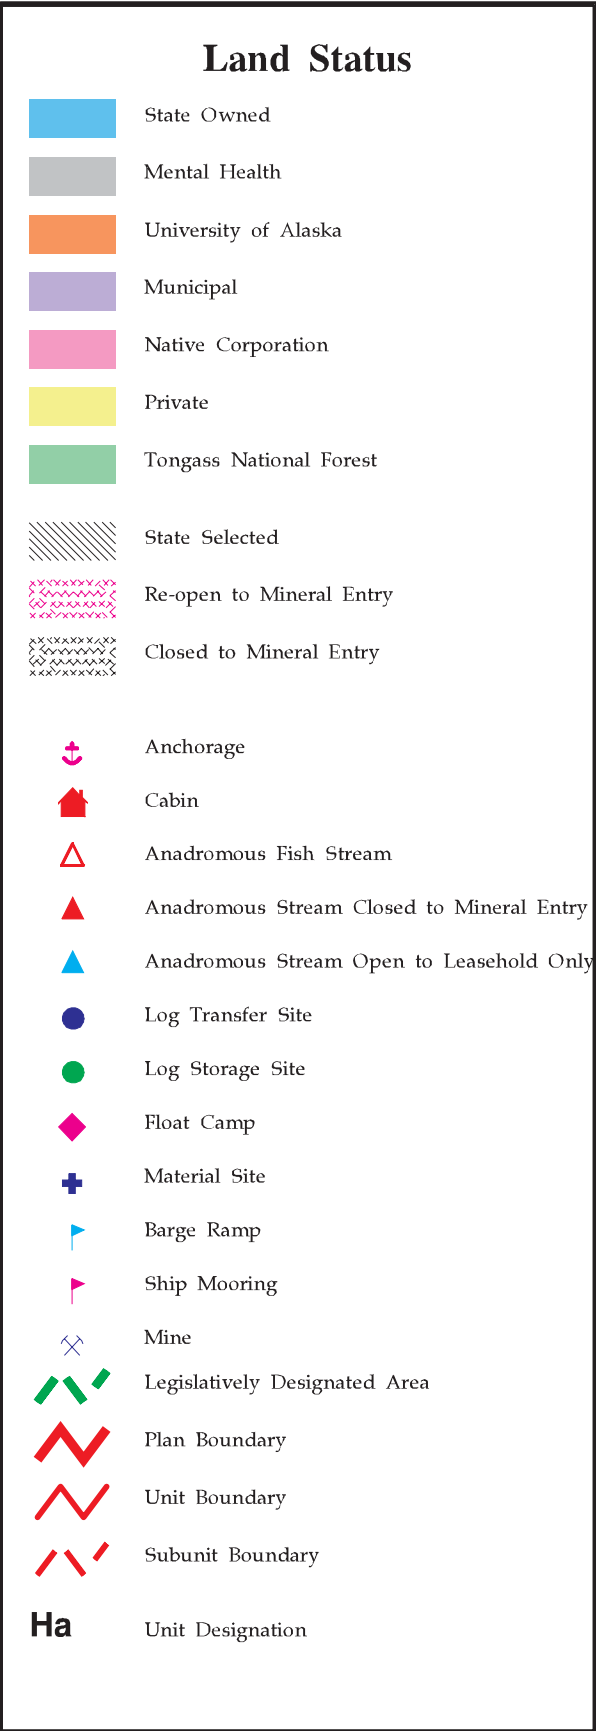 Land Status
State Owned
Mental Health
University of Alaska
Municipal
Native Corporation
Private
Tongass National Forest
State Selected
Re-open to Mineral Entry
Closed to Mineral Entry
Anchorage
Cabin
Anadromous Fish Stream
Anadromous Stream Closed to Mineral Entry
Anadromous Stream Open to Leasehold Only
Log Transfer Site
Log Storage Site
Float Camp
Material Site
Barge Ramp
Ship Mooring
Mine
Legislatively Designated Area
Plan Boundary
Unit Boundary
Subunit Boundary
Ha Unit Designation